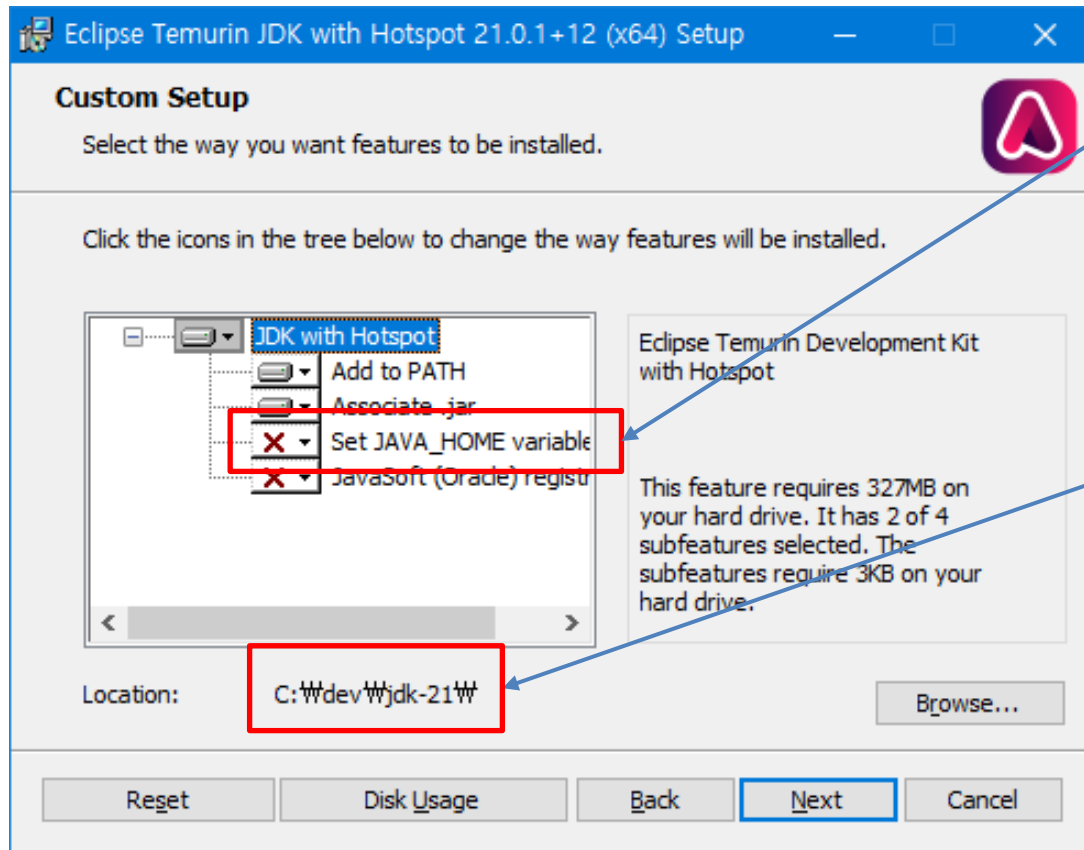 Eclipse Temurin JDK with Hotspot 21.0.1+12 (x64) Setup
Custom Setup
Select the way you want features to be installed.
Click the icons in the tree below to change the way features will be installed.
JDK with Hotspot
Add to PATH
Associate .jar
Set JAVA_HOME variable
JavaSoft (Oracle) registr
Eclipse Temurin Development Kit
with Hotspot
This feature requires 327MB on
your hard drive. It has 2 of 4
subfeatures selected. The
subfeatures require 3KB on your
hard drive.
Location: C:₩dev₩jdk-21₩
Browse...
Reset Disk Usage Back Next Cancel